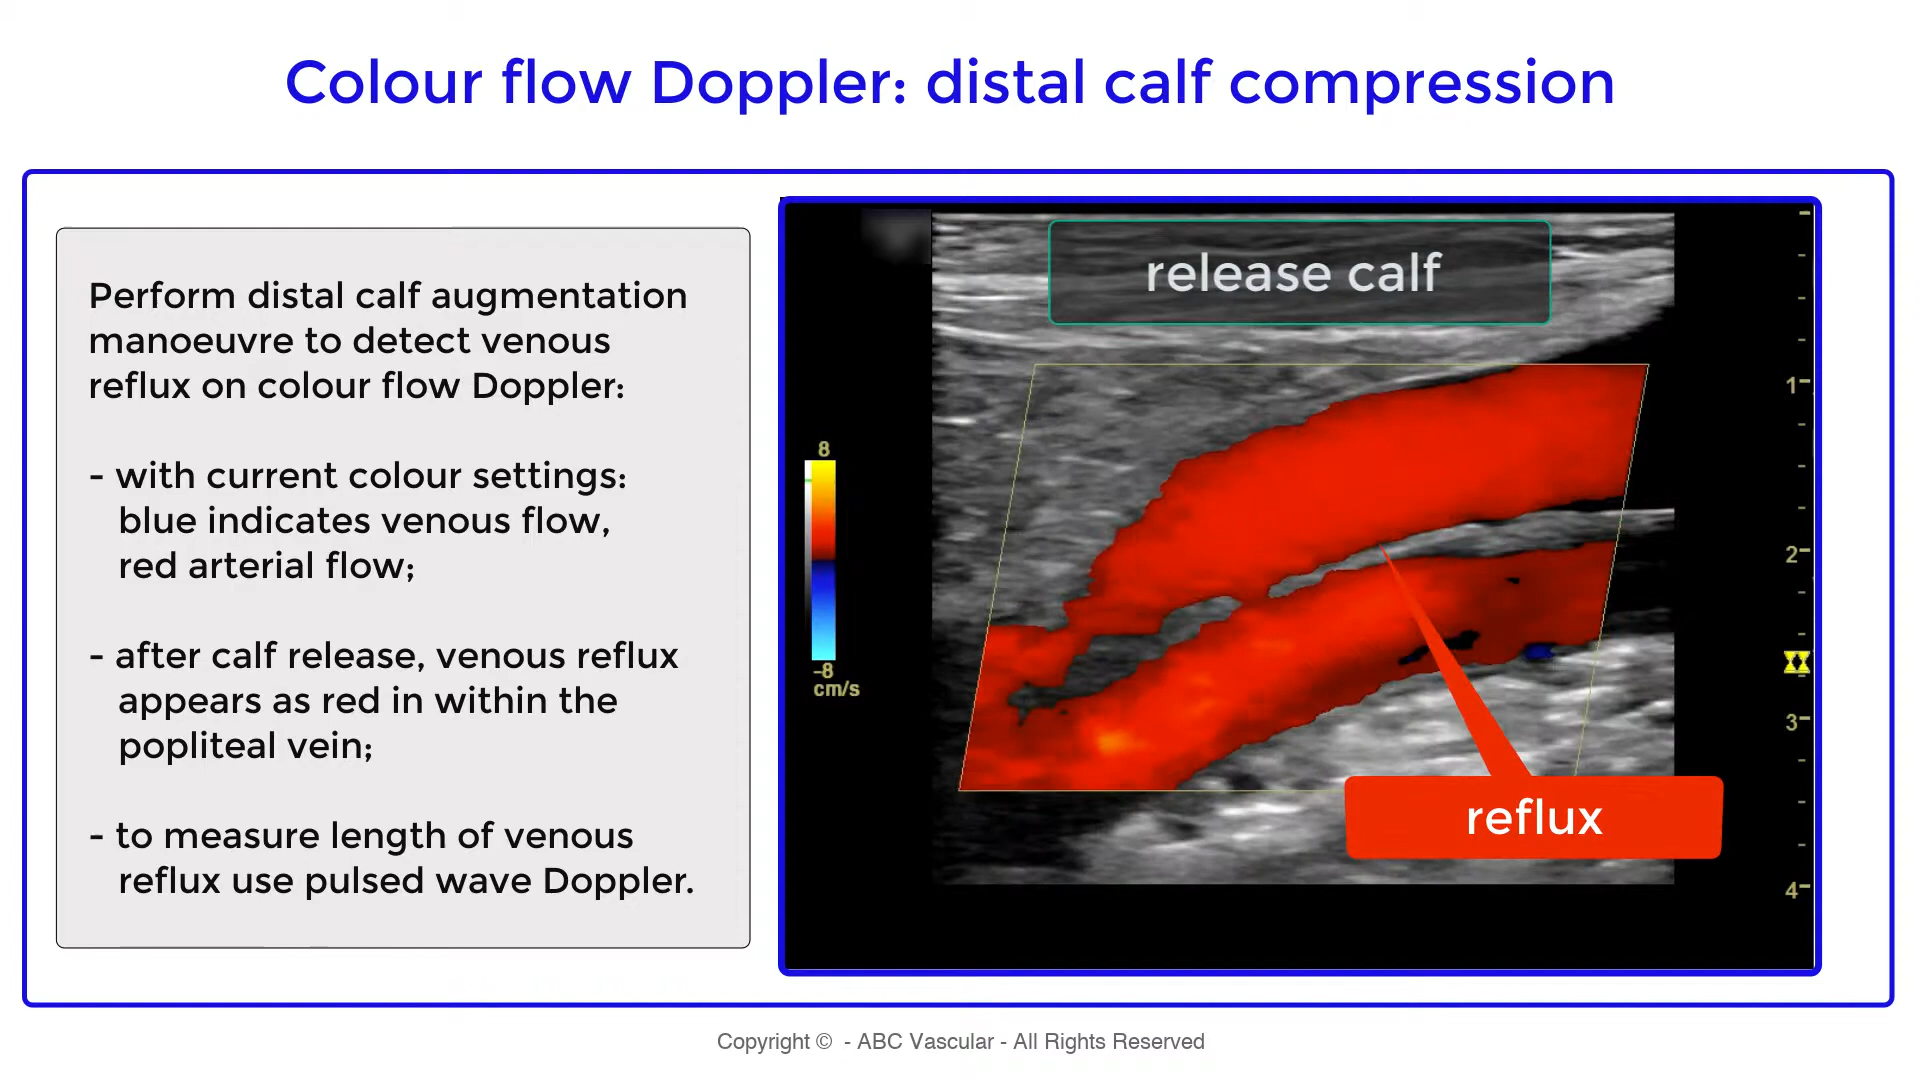 Colour flow Doppler: distal calf compression
Perform distal calf augmentation
manoeuvre to detect venous
reflux on colour flow Doppler:
- with current colour settings:
blue indicates venous flow,
red arterial flow;
- after calf release, venous reflux
appears as red in within the
popliteal vein;
- to measure length of venous
reflux use pulsed wave Doppler.
release calf
8
-8
cm/s
1
2
3
4
reflux
Copyright © - ABC Vascular - All Rights Reserved